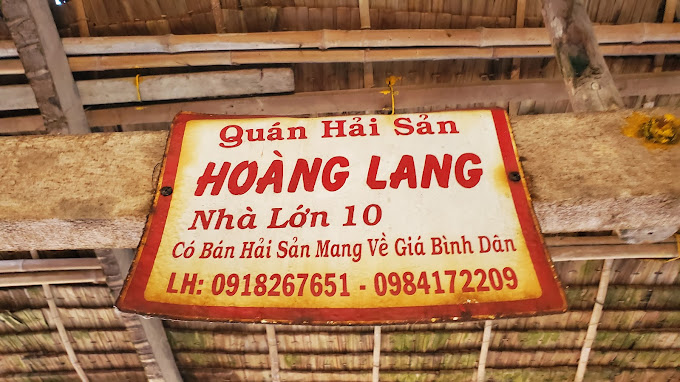 Quán Hải Sản
HOÀNG LANG
Nhà Lớn 10
Có Bán Hải Sản Mang Về Giá Bình Dân
LH: 0918267651 - 0984172209